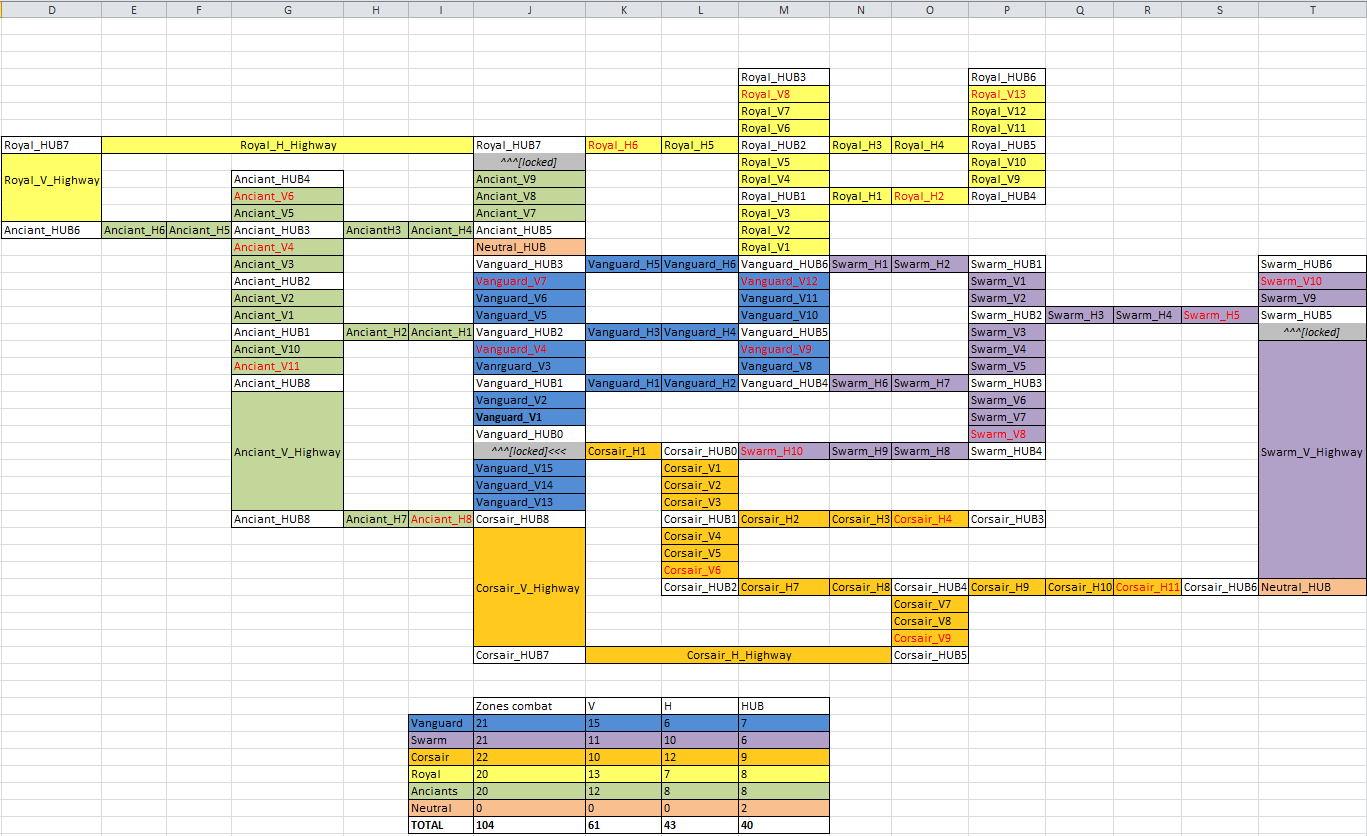 D E F G H I J K L M N O P Q R S T
Royal_HUB3 Royal_HUB6
Royal_V8 Royal_V13
Royal_V7 Royal_V12
Royal_V6 Royal_V11
Royal_HUB7 Royal_H_Highway Royal_HUB7 Royal_H6 Royal_H5 Royal_HUB2 Royal_H3 Royal_H4 Royal_HUB5
^^^[locked] Royal_V5 Royal_V10
Royal_V_Highway Anciant_HUB4 Anciant_V9 Royal_V4 Royal_V9
Anciant_V6 Anciant_V8 Royal_HUB1 Royal_H1 Royal_H2 Royal_HUB4
Anciant_V5 Anciant_V7 Royal_V3
Anciant_HUB6 Anciant_H6 Anciant_H5 Anciant_HUB3 AnciantH3 Anciant_H4 Anciant_HUB5 Royal_V2
Anciant_V4 Neutral_HUB Royal_V1
Anciant_V3 Vanguard_HUB3 Vanguard_H5 Vanguard_H6 Vanguard_HUB6 Swarm_H1 Swarm_H2 Swarm_HUB1 Swarm_HUB6
Anciant_HUB2 Vanguard_V7 Vanguard_V12 Swarm_V1 Swarm_V10
Anciant_V2 Vanguard_V6 Vanguard_V11 Swarm_V2 Swarm_V9
Anciant_V1 Vanguard_V5 Vanguard_V10 Swarm_HUB2 Swarm_H3 Swarm_H4 Swarm_H5 Swarm_HUB5
Anciant_HUB1 Anciant_H2 Anciant_H1 Vanguard_HUB2 Vanguard_H3 Vanguard_H4 Vanguard_HUB5 Swarm_V3 ^^^[locked]
Anciant_V10 Vanguard_V4 Vanguard_V9 Swarm_V4
Anciant_V11 Vanrguard_V3 Vanguard_V8 Swarm_V5
Anciant_HUB8 Vanguard_HUB1 Vanguard_H1 Vanguard_H2 Vanguard_HUB4 Swarm_H6 Swarm_H7 Swarm_HUB3
Vanguard_V2 Swarm_V6
Vanguard_V1 Swarm_V7
Vanguard_HUB0 Swarm_V8
Anciant_V_Highway ^^^[locked]<<< Corsair_H1 Corsair_HUB0 Swarm_H10 Swarm_H9 Swarm_H8 Swarm_HUB4 Swarm_V_Highway
Vanguard_V15 Corsair_V1
Vanguard_V14 Corsair_V2
Vanguard_V13 Corsair_V3
Anciant_HUB8 Anciant_H7 Anciant_H8 Corsair_HUB8 Corsair_HUB1 Corsair_H2 Corsair_H3 Corsair_H4 Corsair_HUB3
Corsair_V4
Corsair_V5
Corsair_V6
Corsair_V_Highway Corsair_HUB2 Corsair_H7 Corsair_H8 Corsair_HUB4 Corsair_H9 Corsair_H10 Corsair_H11 Corsair_HUB6 Neutral_HUB
Corsair_V7
Corsair_V8
Corsair_V9
Corsair_HUB7 Corsair_H_Highway Corsair_HUB5
Zones combat V H HUB
Vanguard 21 15 6 7
Swarm 21 11 10 6
Corsair 22 10 12 9
Royal 20 13 7 8
Anciants 20 12 8 8
Neutral 0 0 0 2
TOTAL 104 61 43 40